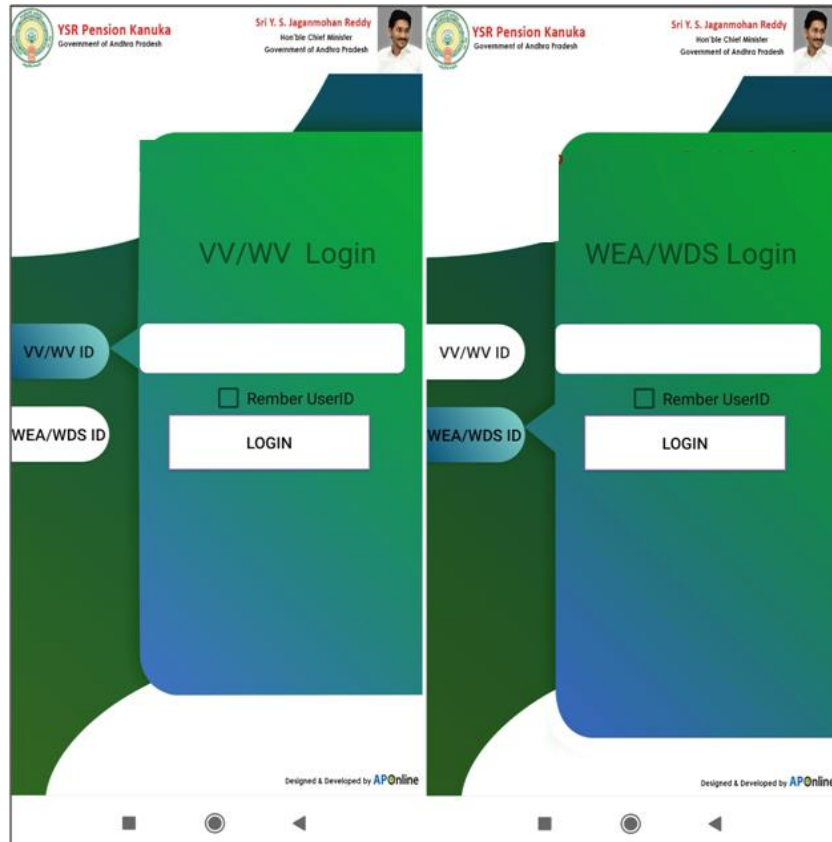 YSR Pension Kanuka
Government of Andhra Pradesh
Sri Y. S. Jaganmohan Reddy
Hon'ble Chief Minister
Government of Andhra Pradesh
VV/WV Login
VV/WV ID
Rember UserID
WEA/WDS ID
LOGIN
Designed & Developed by APOnline
YSR Pension Kanuka
Government of Andhra Pradesh
Sri Y. S. Jaganmohan Reddy
Hon'ble Chief Minister
Government of Andhra Pradesh
WEA/WDS Login
VV/WV ID
Rember UserID
WEA/WDS ID
LOGIN
Designed & Developed by APOnline